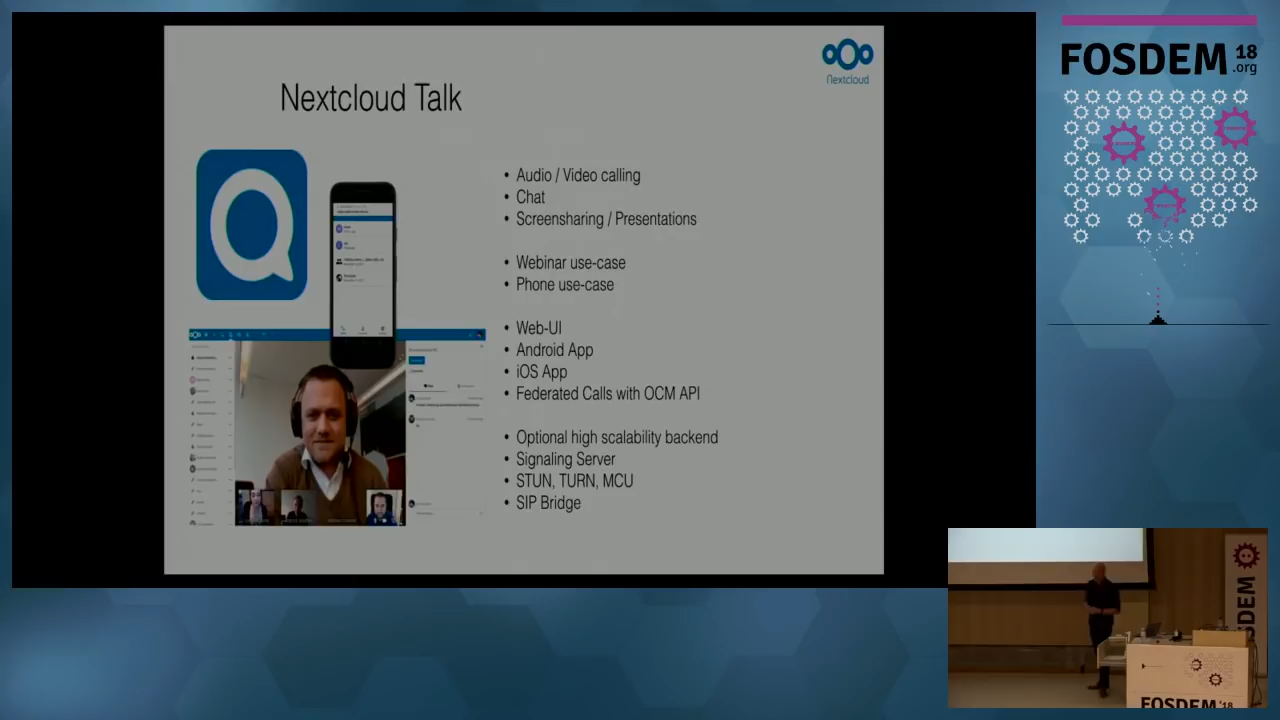 Nextcloud
Nextcloud Talk
• Audio / Video calling
• Chat
• Screensharing / Presentations
• Webinar use-case
• Phone use-case
• Web-UI
• Android App
• iOS App
• Federated Calls with OCM API
• Optional high scalability backend
• Signaling Server
• STUN, TURN, MCU
• SIP Bridge
FOSDEM 18
.org
FOSDEM '18